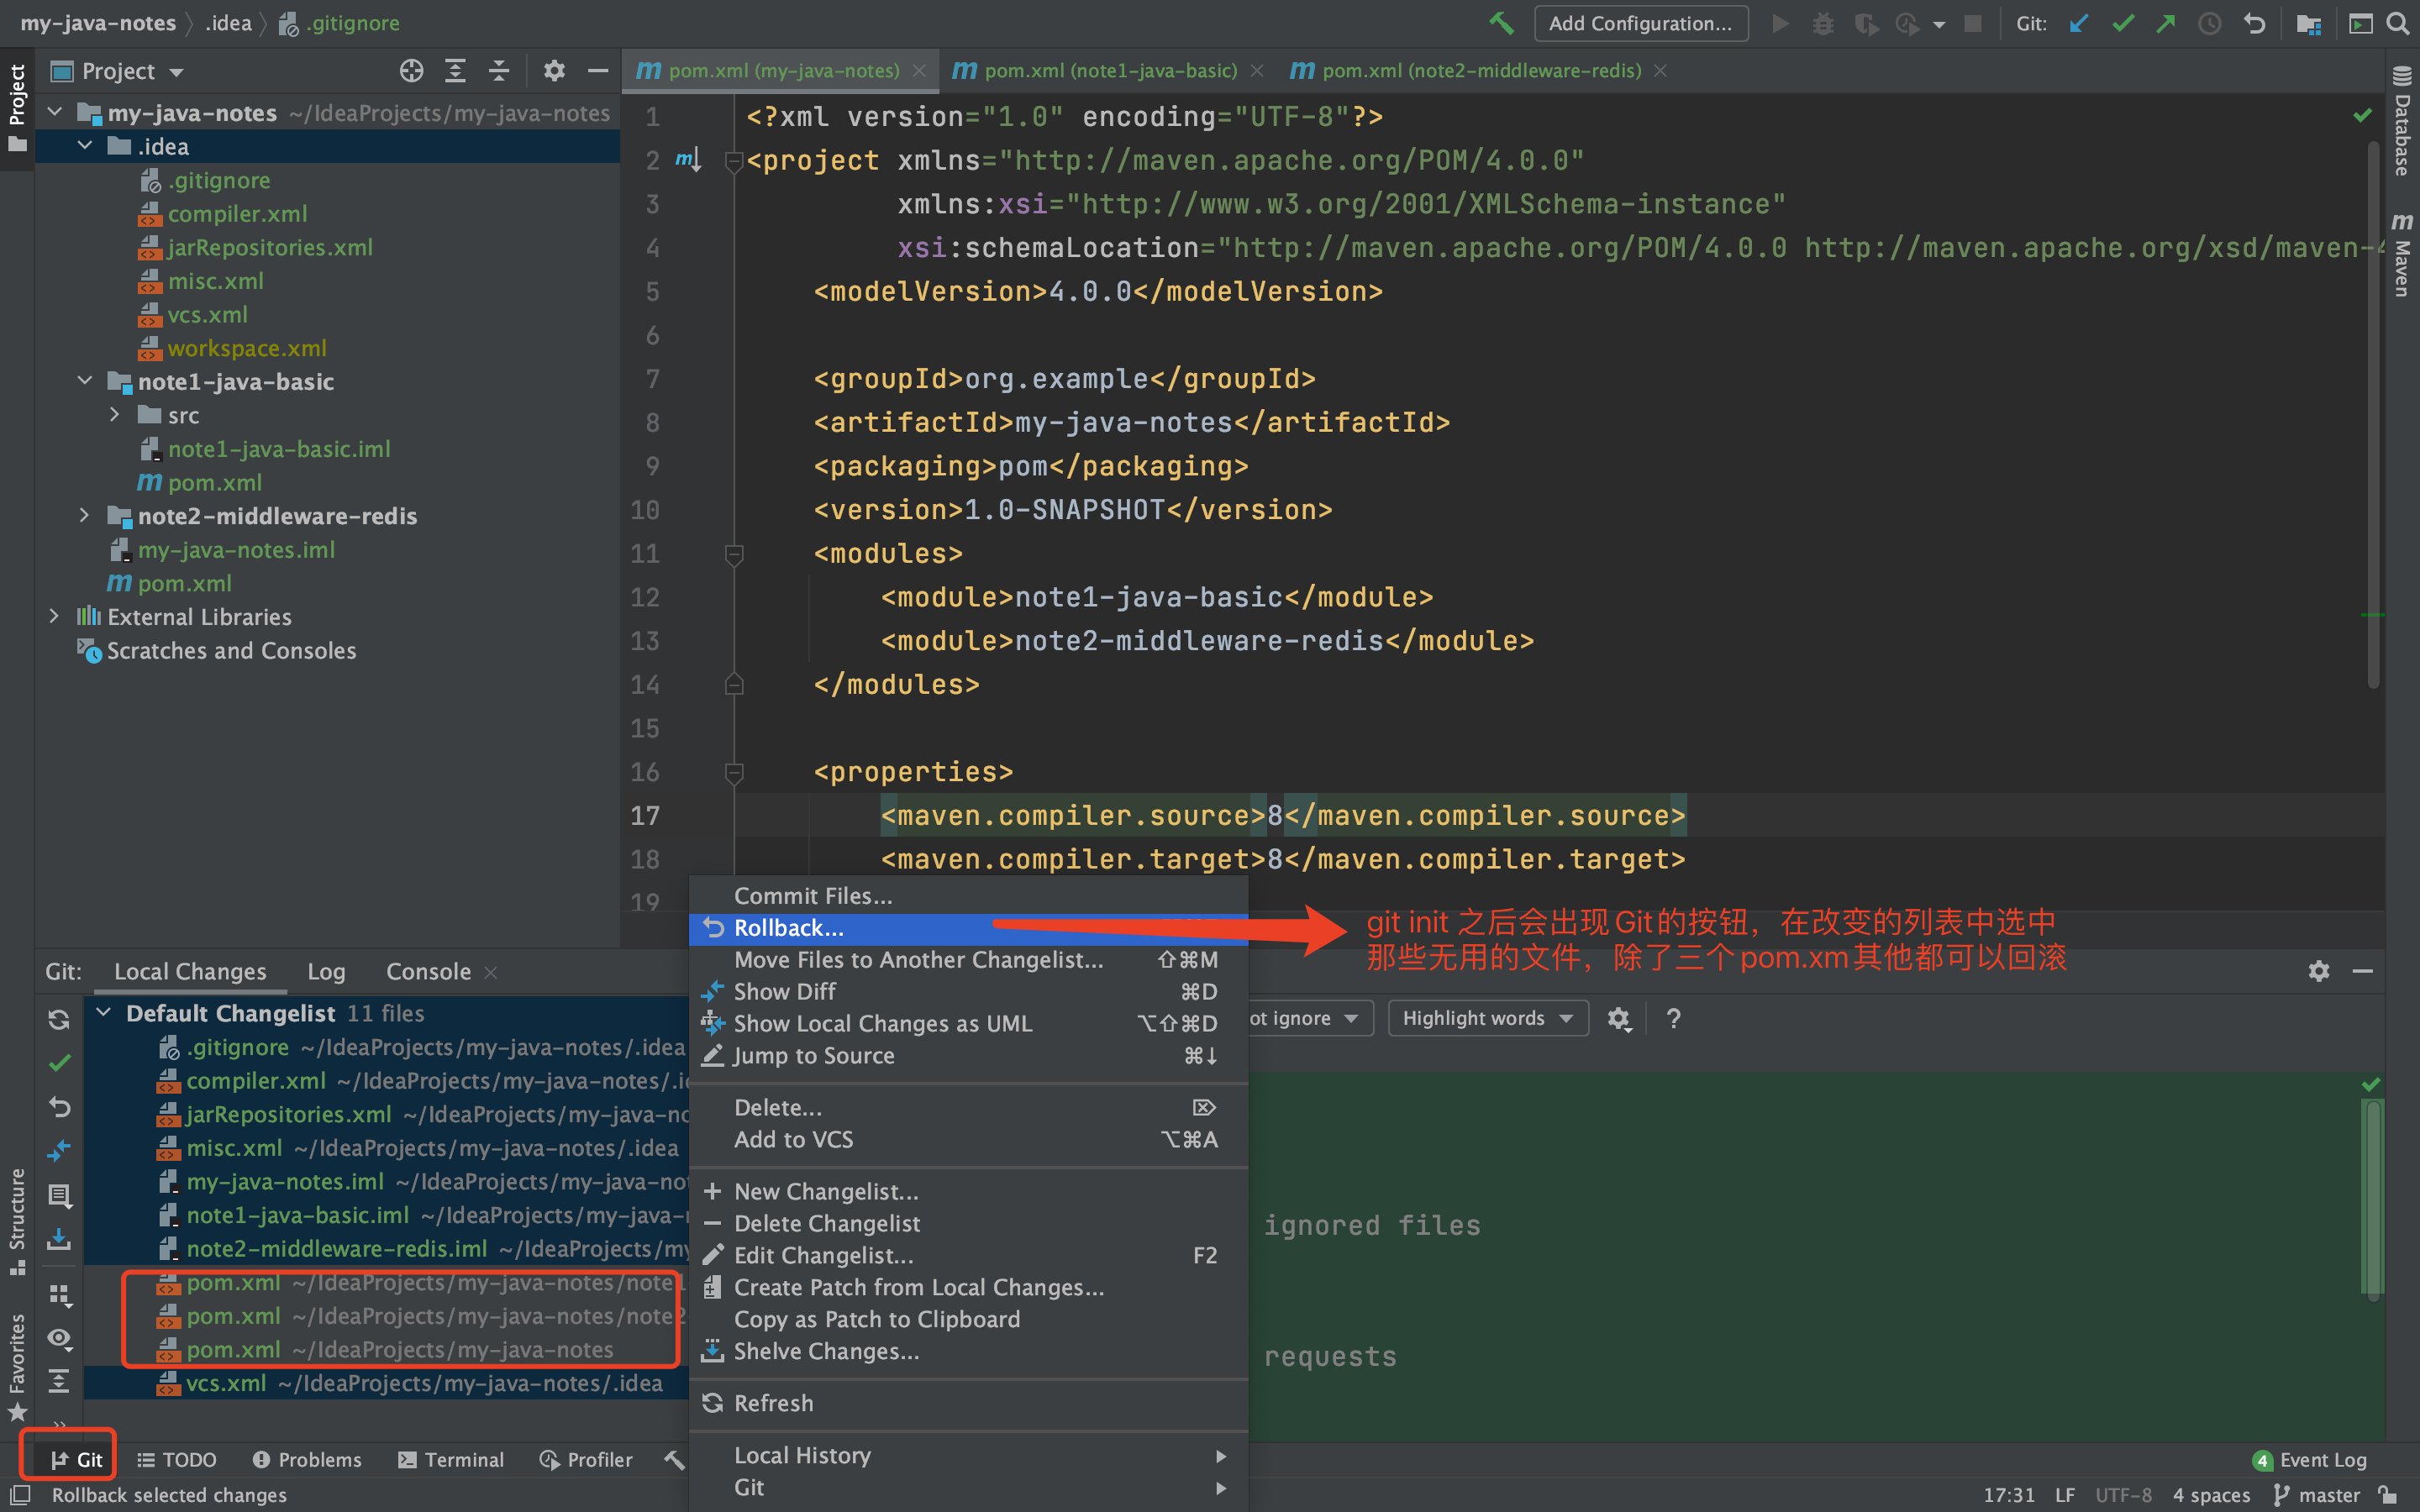 my-java-notes 〉 .idea 〉 .gitignore
Add Configuration...
Git:
Project
Project
my-java-notes ~/IdeaProjects/my-java-notes
.idea
.gitignore
compiler.xml
jarRepositories.xml
misc.xml
vcs.xml
workspace.xml
note1-java-basic
src
note1-java-basic.iml
pom.xml
note2-middleware-redis
my-java-notes.iml
pom.xml
External Libraries
Scratches and Consoles
pom.xml (my-java-notes)
pom.xml (note1-java-basic)
pom.xml (note2-middleware-redis)
1 <?xml version="1.0" encoding="UTF-8"?>
2 <project xmlns="http://maven.apache.org/POM/4.0.0"
3 xmlns:xsi="http://www.w3.org/2001/XMLSchema-instance"
4 xsi:schemaLocation="http://maven.apache.org/POM/4.0.0 http://maven.apache.org/xsd/maven-4
5 <modelVersion>4.0.0</modelVersion>
6
7 <groupId>org.example</groupId>
8 <artifactId>my-java-notes</artifactId>
9 <packaging>pom</packaging>
10 <version>1.0-SNAPSHOT</version>
11 <modules>
12 <module>note1-java-basic</module>
13 <module>note2-middleware-redis</module>
14 </modules>
15
16 <properties>
17 <maven.compiler.source>8</maven.compiler.source>
18 <maven.compiler.target>8</maven.compiler.target>
19
Database
Maven
Commit Files...
Rollback...
Move Files to Another Changelist... ⇧⌘M
Show Diff ⌘D
Show Local Changes as UML ⌥⇧⌘D
Jump to Source ⌘↓
Delete... ⌦
Add to VCS ⌥⌘A
New Changelist...
Delete Changelist
Edit Changelist... F2
Create Patch from Local Changes...
Copy as Patch to Clipboard
Shelve Changes...
Refresh
Local History
Git
git init 之后会出现 Git的按钮，在改变的列表中选中
那些无用的文件，除了三个pom.xm其他都可以回滚
Git: Local Changes Log Console
Default Changelist 11 files
.gitignore ~/IdeaProjects/my-java-notes/.idea
compiler.xml ~/IdeaProjects/my-java-notes/.i
jarRepositories.xml ~/IdeaProjects/my-java-no
misc.xml ~/IdeaProjects/my-java-notes/.idea
my-java-notes.iml ~/IdeaProjects/my-java-no
note1-java-basic.iml ~/IdeaProjects/my-java-
note2-middleware-redis.iml ~/IdeaProjects/my
pom.xml ~/IdeaProjects/my-java-notes/note1
pom.xml ~/IdeaProjects/my-java-notes/note2
pom.xml ~/IdeaProjects/my-java-notes
vcs.xml ~/IdeaProjects/my-java-notes/.idea
ot ignore
Highlight words
?
ignored files
requests
Structure
Favorites
Git TODO Problems Terminal Profiler
4 Event Log
Rollback selected changes
17:31 LF UTF-8 4 spaces master